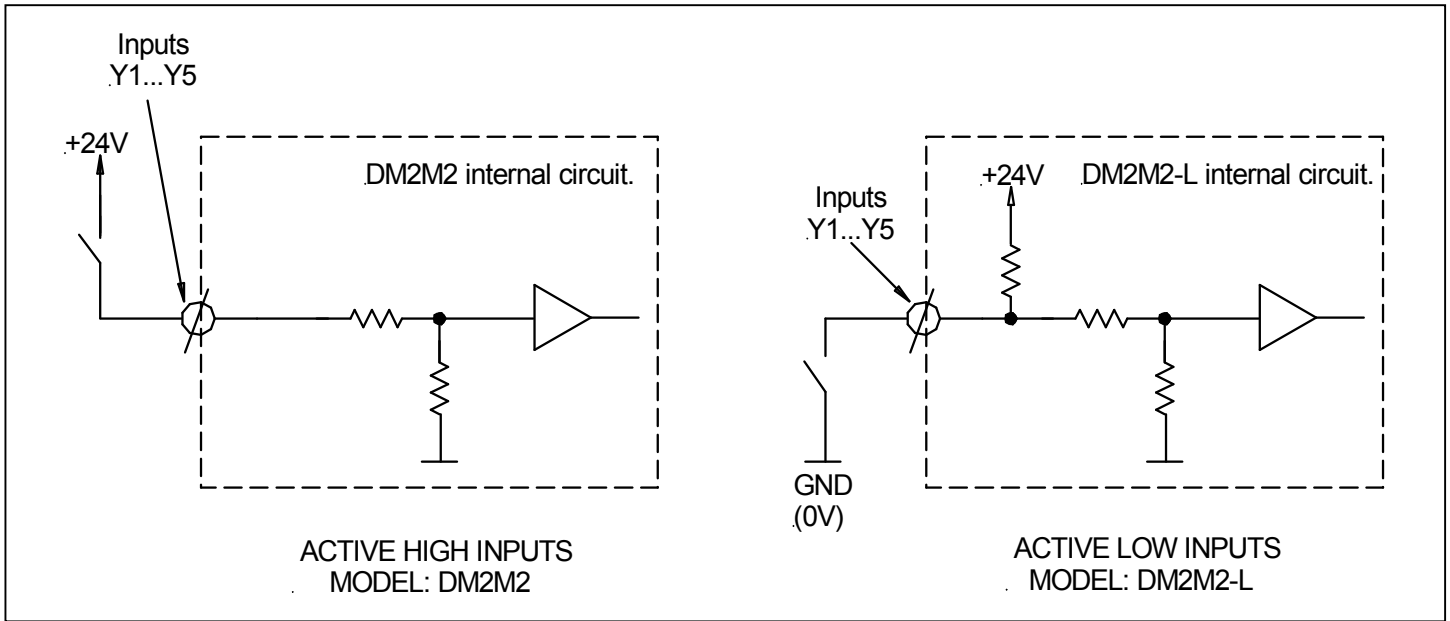 Inputs
Y1...Y5
+24V
DM2M2 internal circuit.
ACTIVE HIGH INPUTS
MODEL: DM2M2
Inputs
Y1...Y5
+24V
DM2M2-L internal circuit.
GND
(0V)
ACTIVE LOW INPUTS
MODEL: DM2M2-L